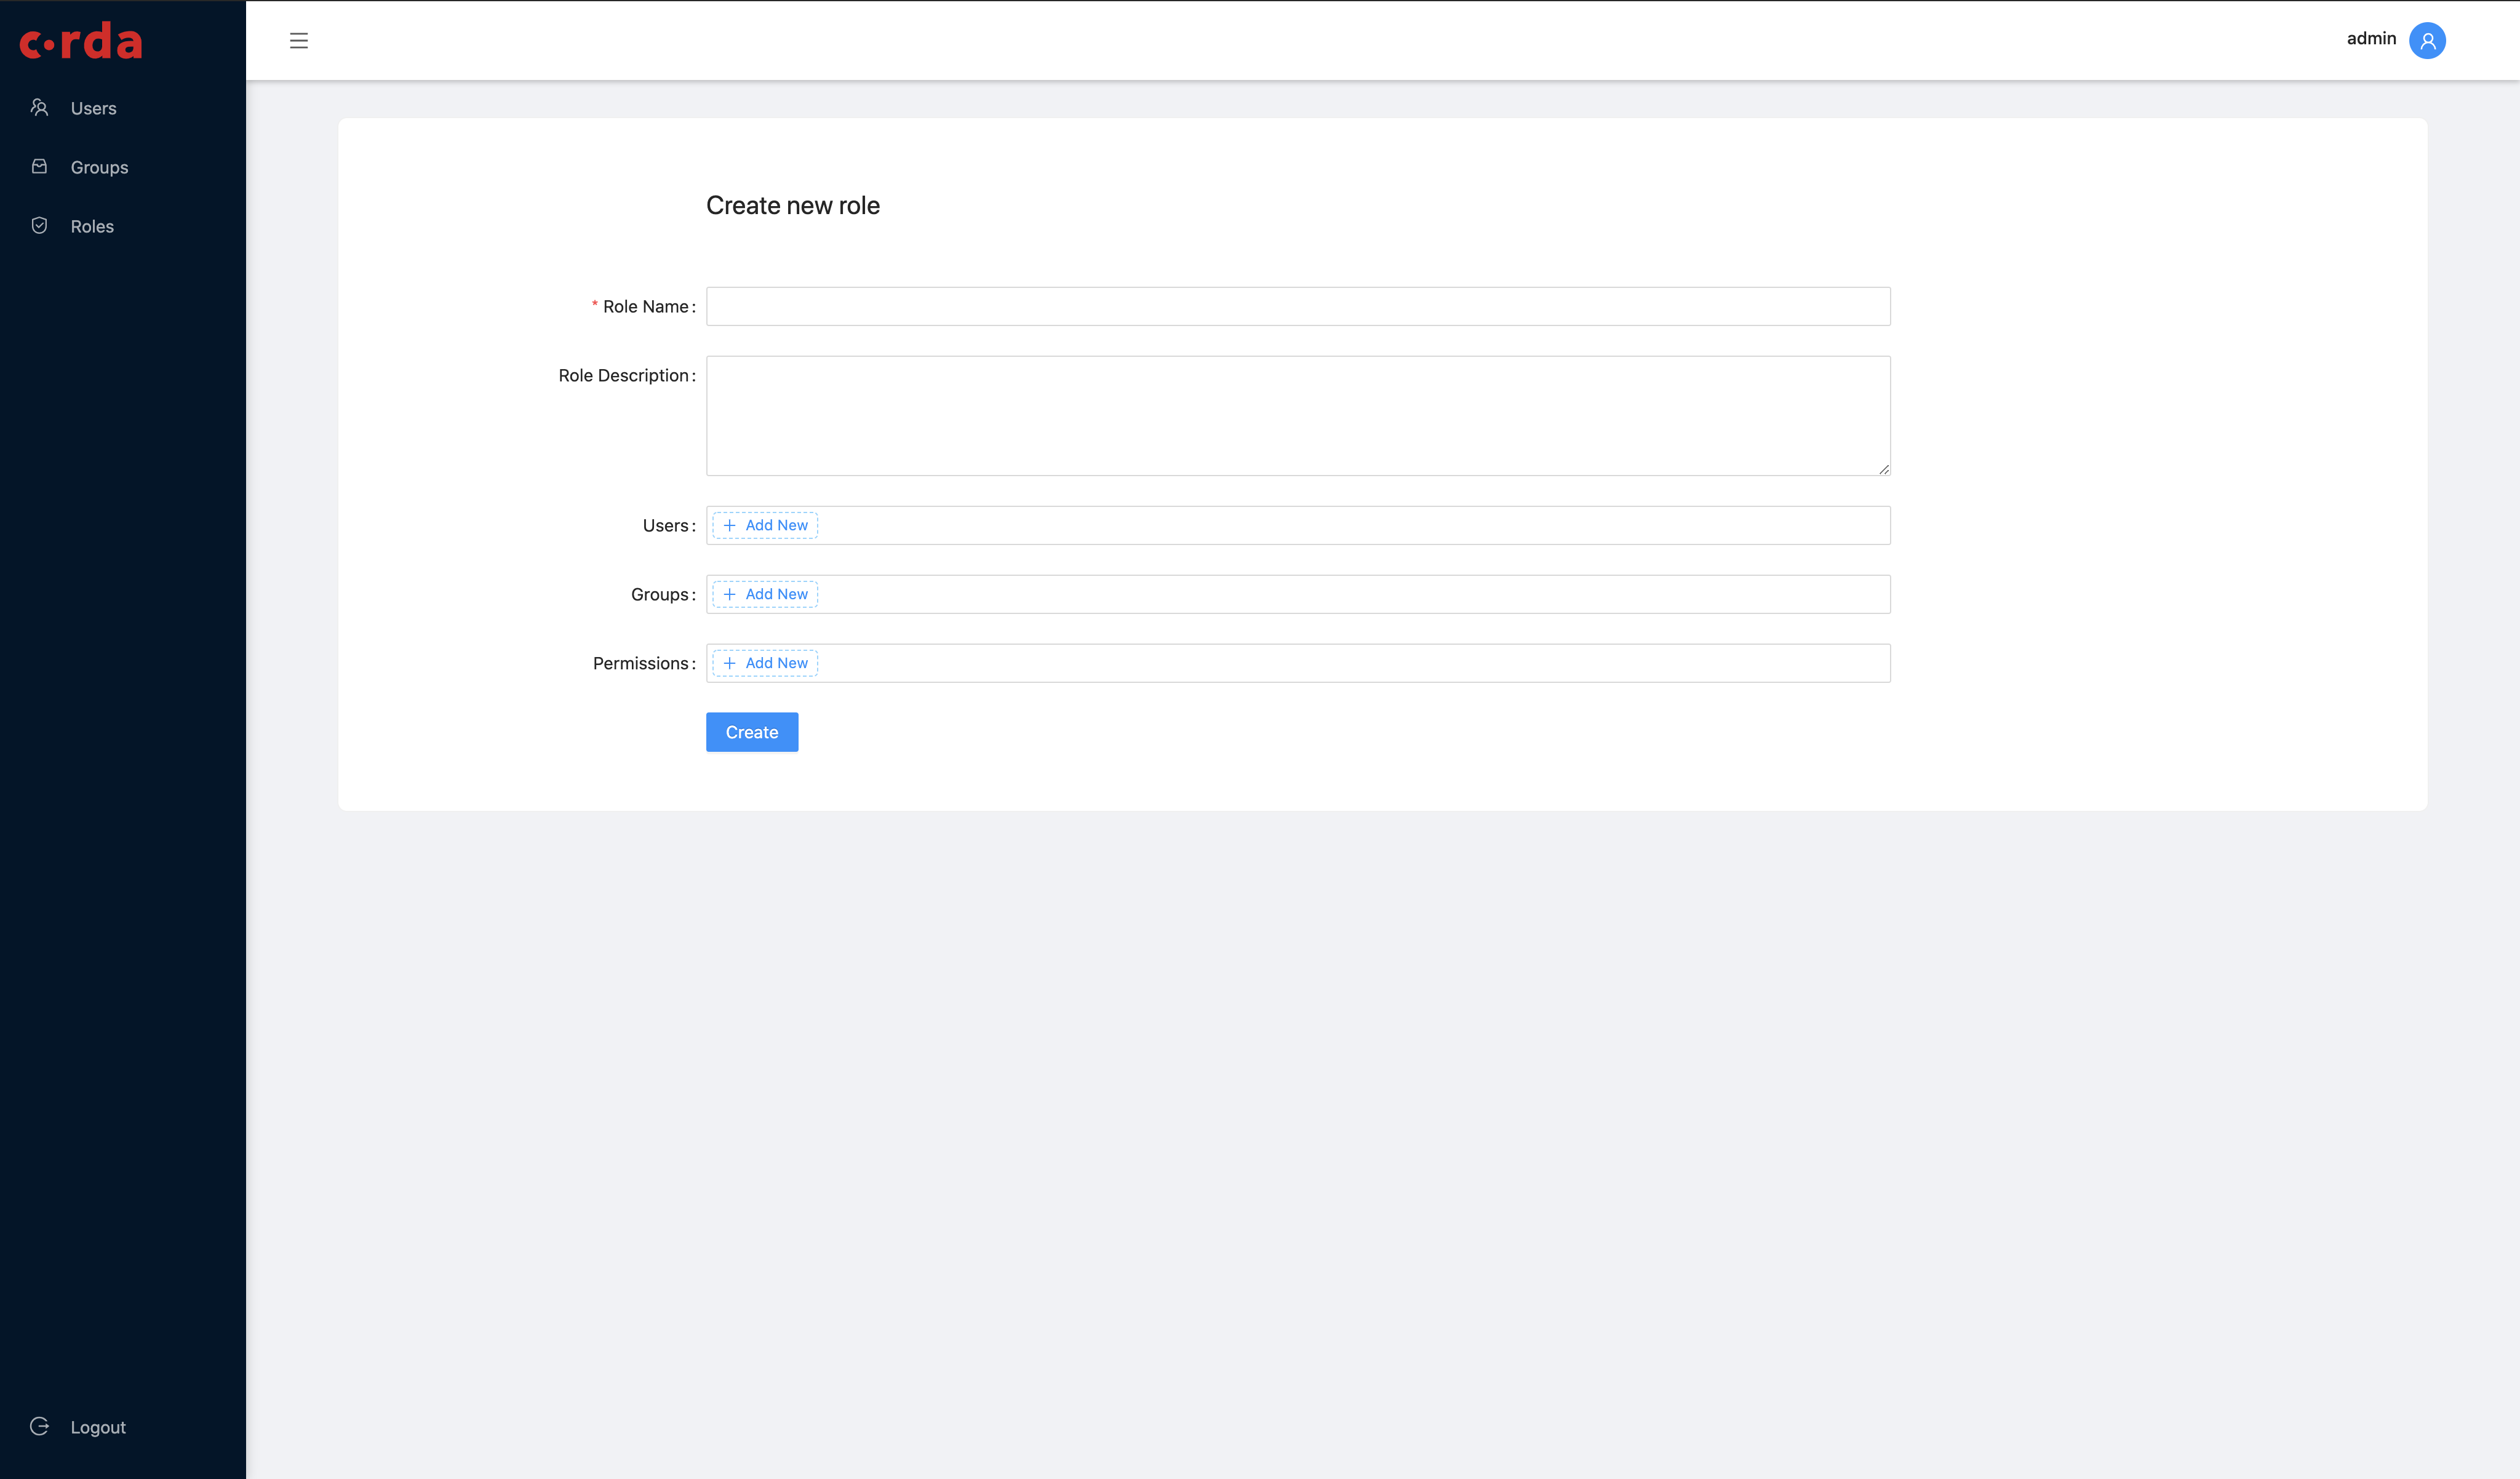 corda
admin
Users
Groups
Roles
Create new role
* Role Name:
Role Description:
Users:
+ Add New
Groups:
+ Add New
Permissions:
+ Add New
Create
Logout